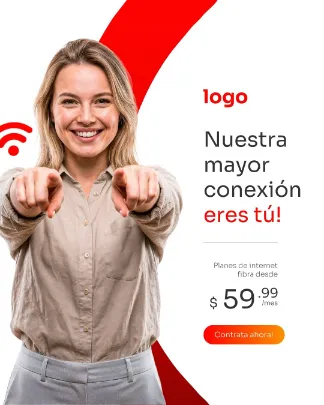 logo
Nuestra
mayor
conexión
eres tú!
Planes de internet
fibra desde
$ 59 .99
/mes
Contrata ahora!